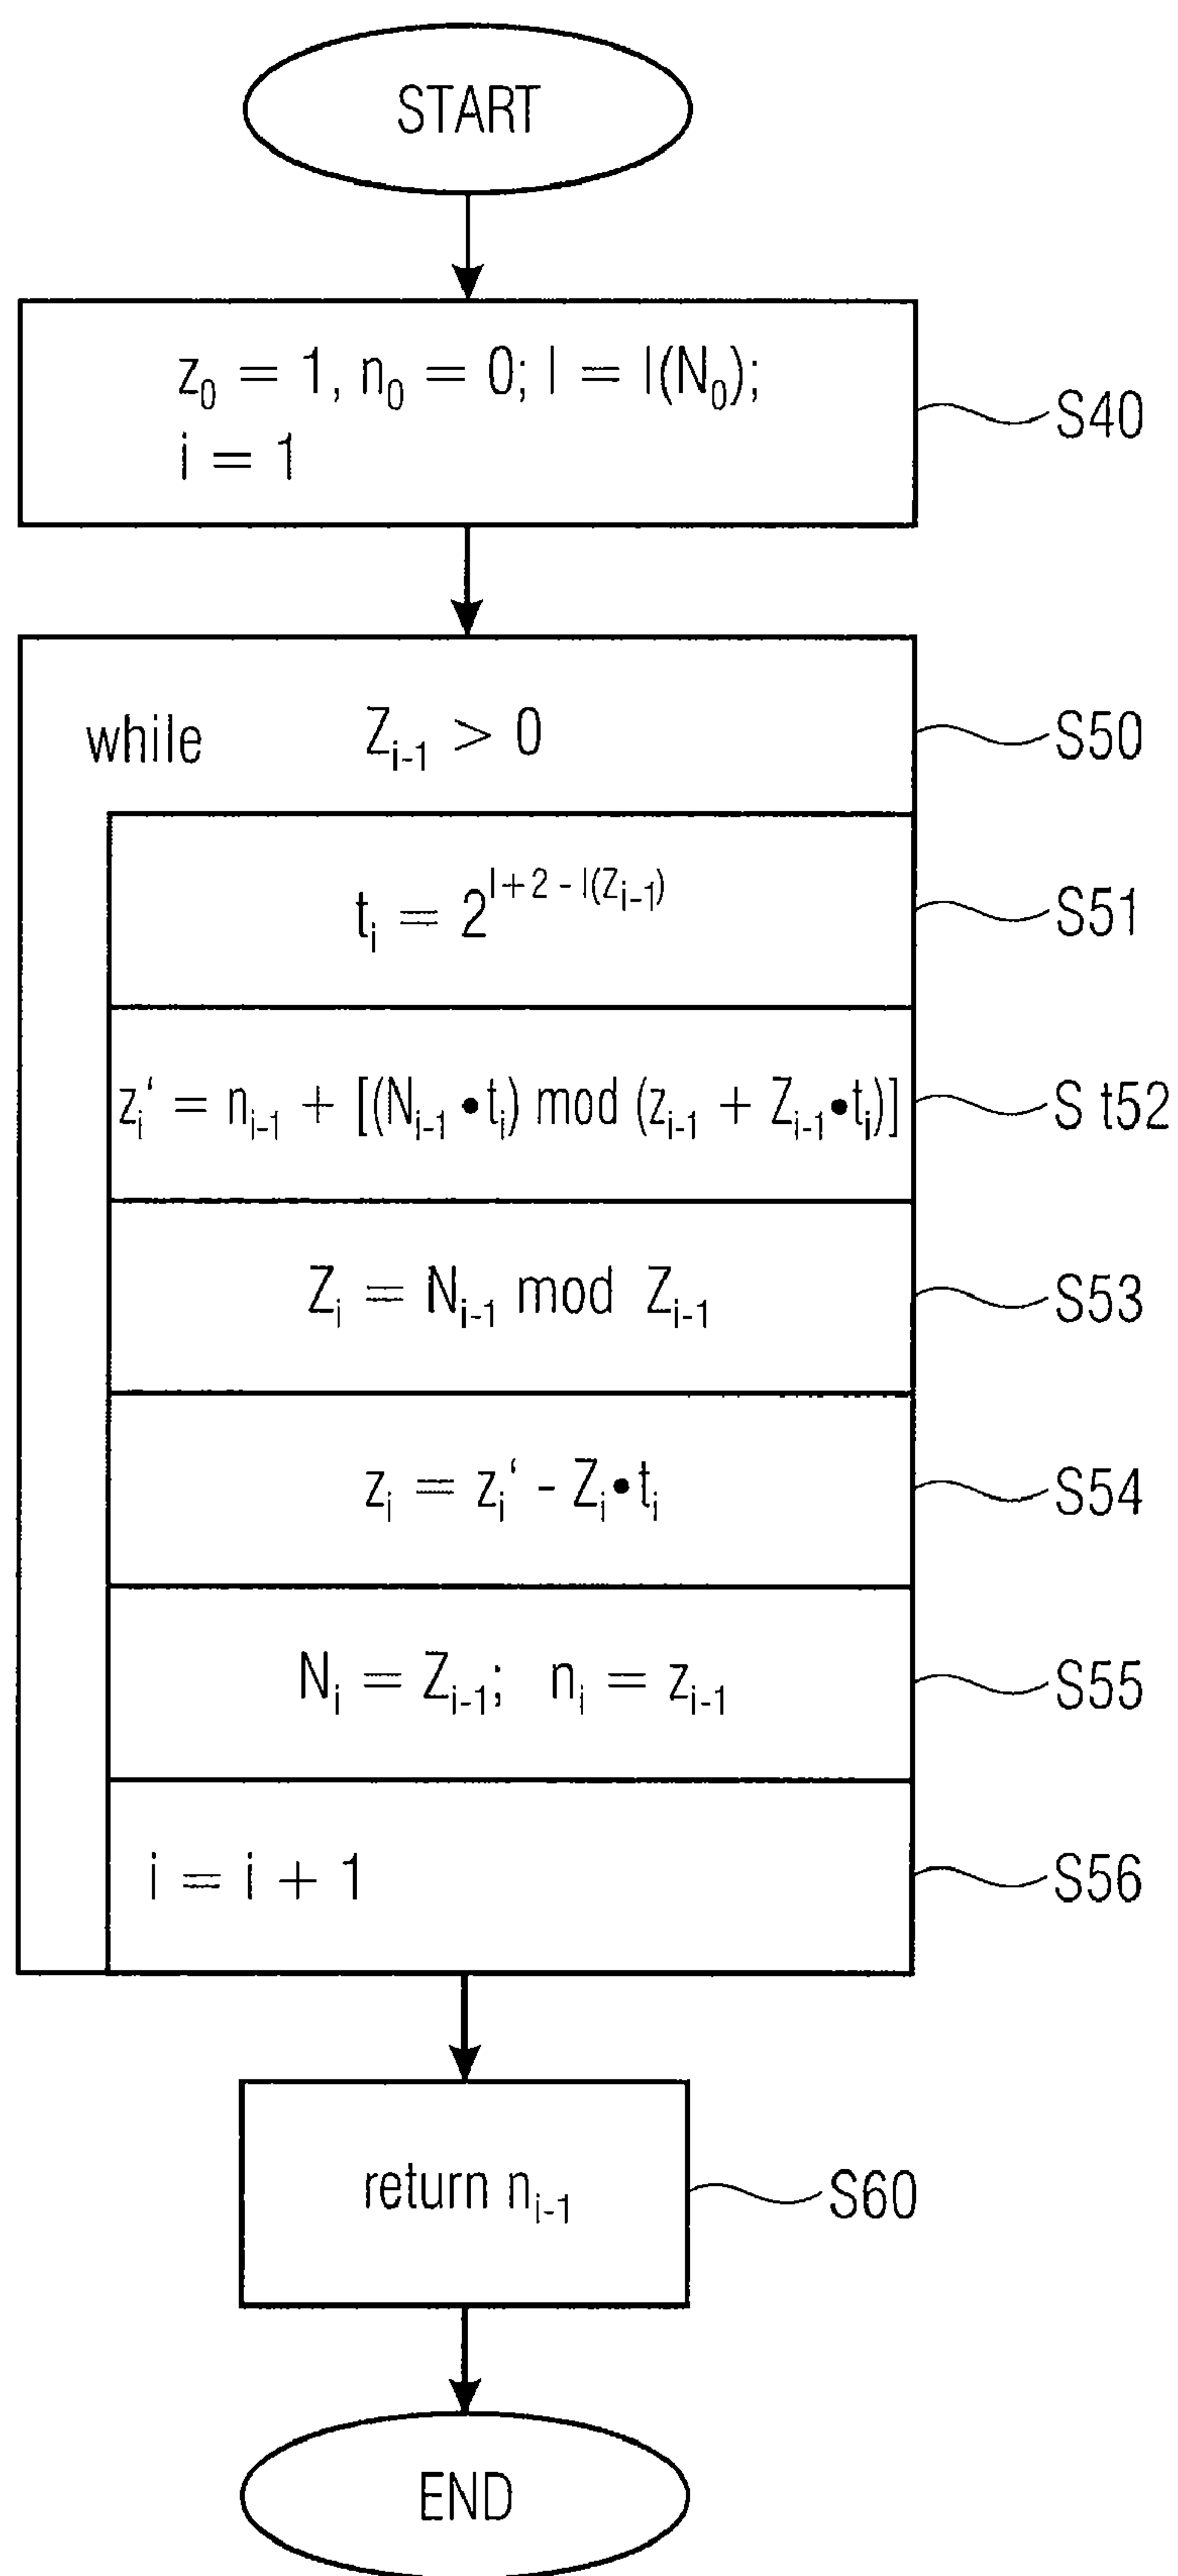 START
z₀ = 1, n₀ = 0; l = l(N₀);
i = 1
S40
while Zᵢ₋₁ > 0
S50
tᵢ = 2^(l+2 - l(Zᵢ₋₁))
S51
zᵢ‘ = nᵢ₋₁ + [(Nᵢ₋₁ •tᵢ) mod (zᵢ₋₁ + Zᵢ₋₁•tᵢ)]
S t52
Zᵢ = Nᵢ₋₁ mod Zᵢ₋₁
S53
zᵢ = zᵢ‘ - Zᵢ•tᵢ
S54
Nᵢ = Zᵢ₋₁; nᵢ = zᵢ₋₁
S55
i = i + 1
S56
return nᵢ₋₁
S60
END